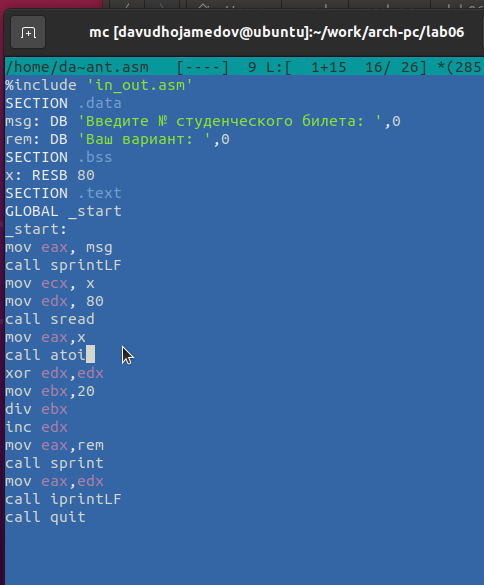 mc [davudhojamedov@ubuntu]:~/work/arch-pc/lab06
/home/da~ant.asm   [----]  9 L:[  1+15  16/ 26] *(285
%include 'in_out.asm'
SECTION .data
msg: DB 'Введите № студенческого билета: ',0
rem: DB 'Ваш вариант: ',0
SECTION .bss
x: RESB 80
SECTION .text
GLOBAL _start
_start:
mov eax, msg
call sprintLF
mov ecx, x
mov edx, 80
call sread
mov eax,x
call atoi
xor edx,edx
mov ebx,20
div ebx
inc edx
mov eax,rem
call sprint
mov eax,edx
call iprintLF
call quit